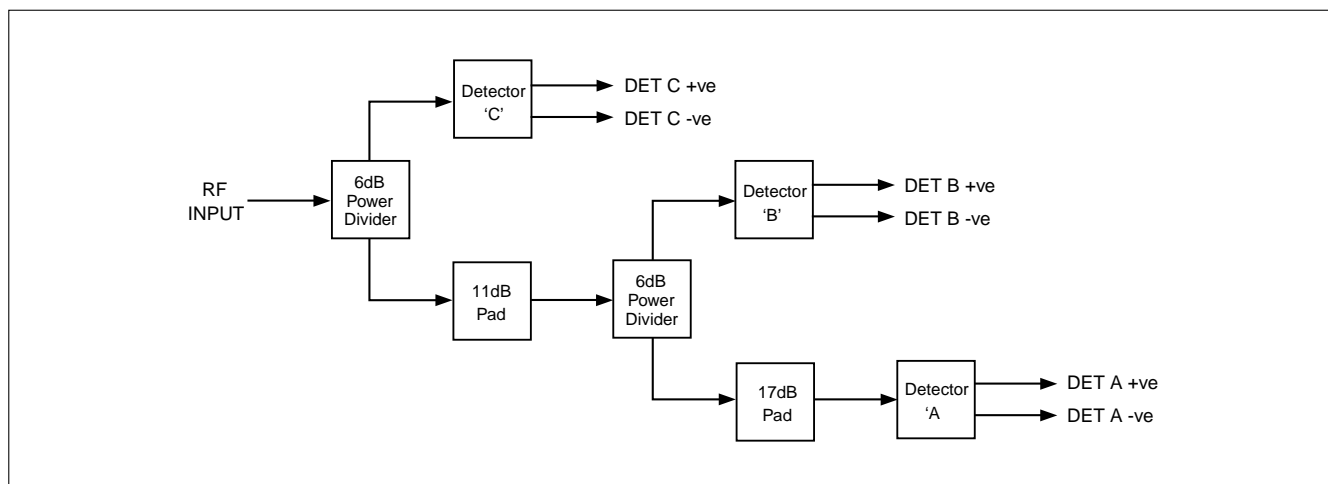 Detector
‘C’
DET C +ve
DET C -ve
RF
INPUT
6dB
Power
Divider
Detector
‘B’
DET B +ve
DET B -ve
11dB
Pad
6dB
Power
Divider
17dB
Pad
Detector
‘A
DET A +ve
DET A -ve